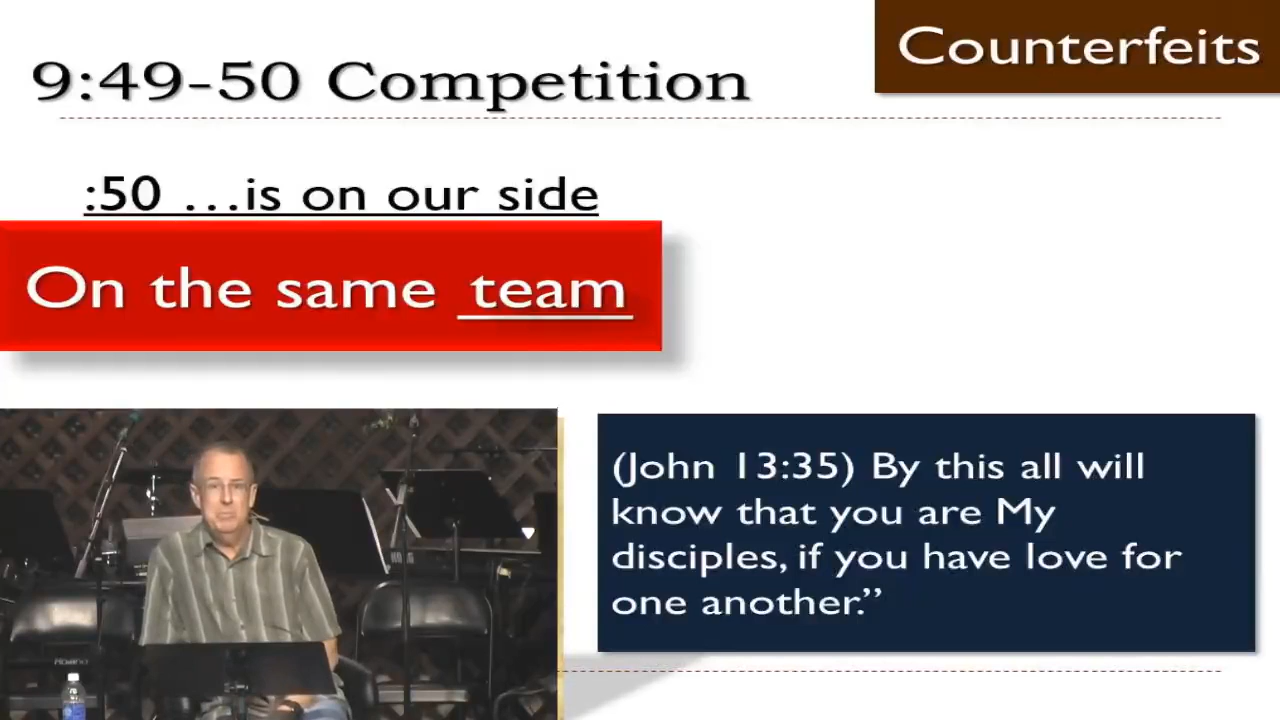 Counterfeits
9:49-50 Competition
:50 …is on our side
On the same team
(John 13:35) By this all will
know that you are My
disciples, if you have love for
one another.”